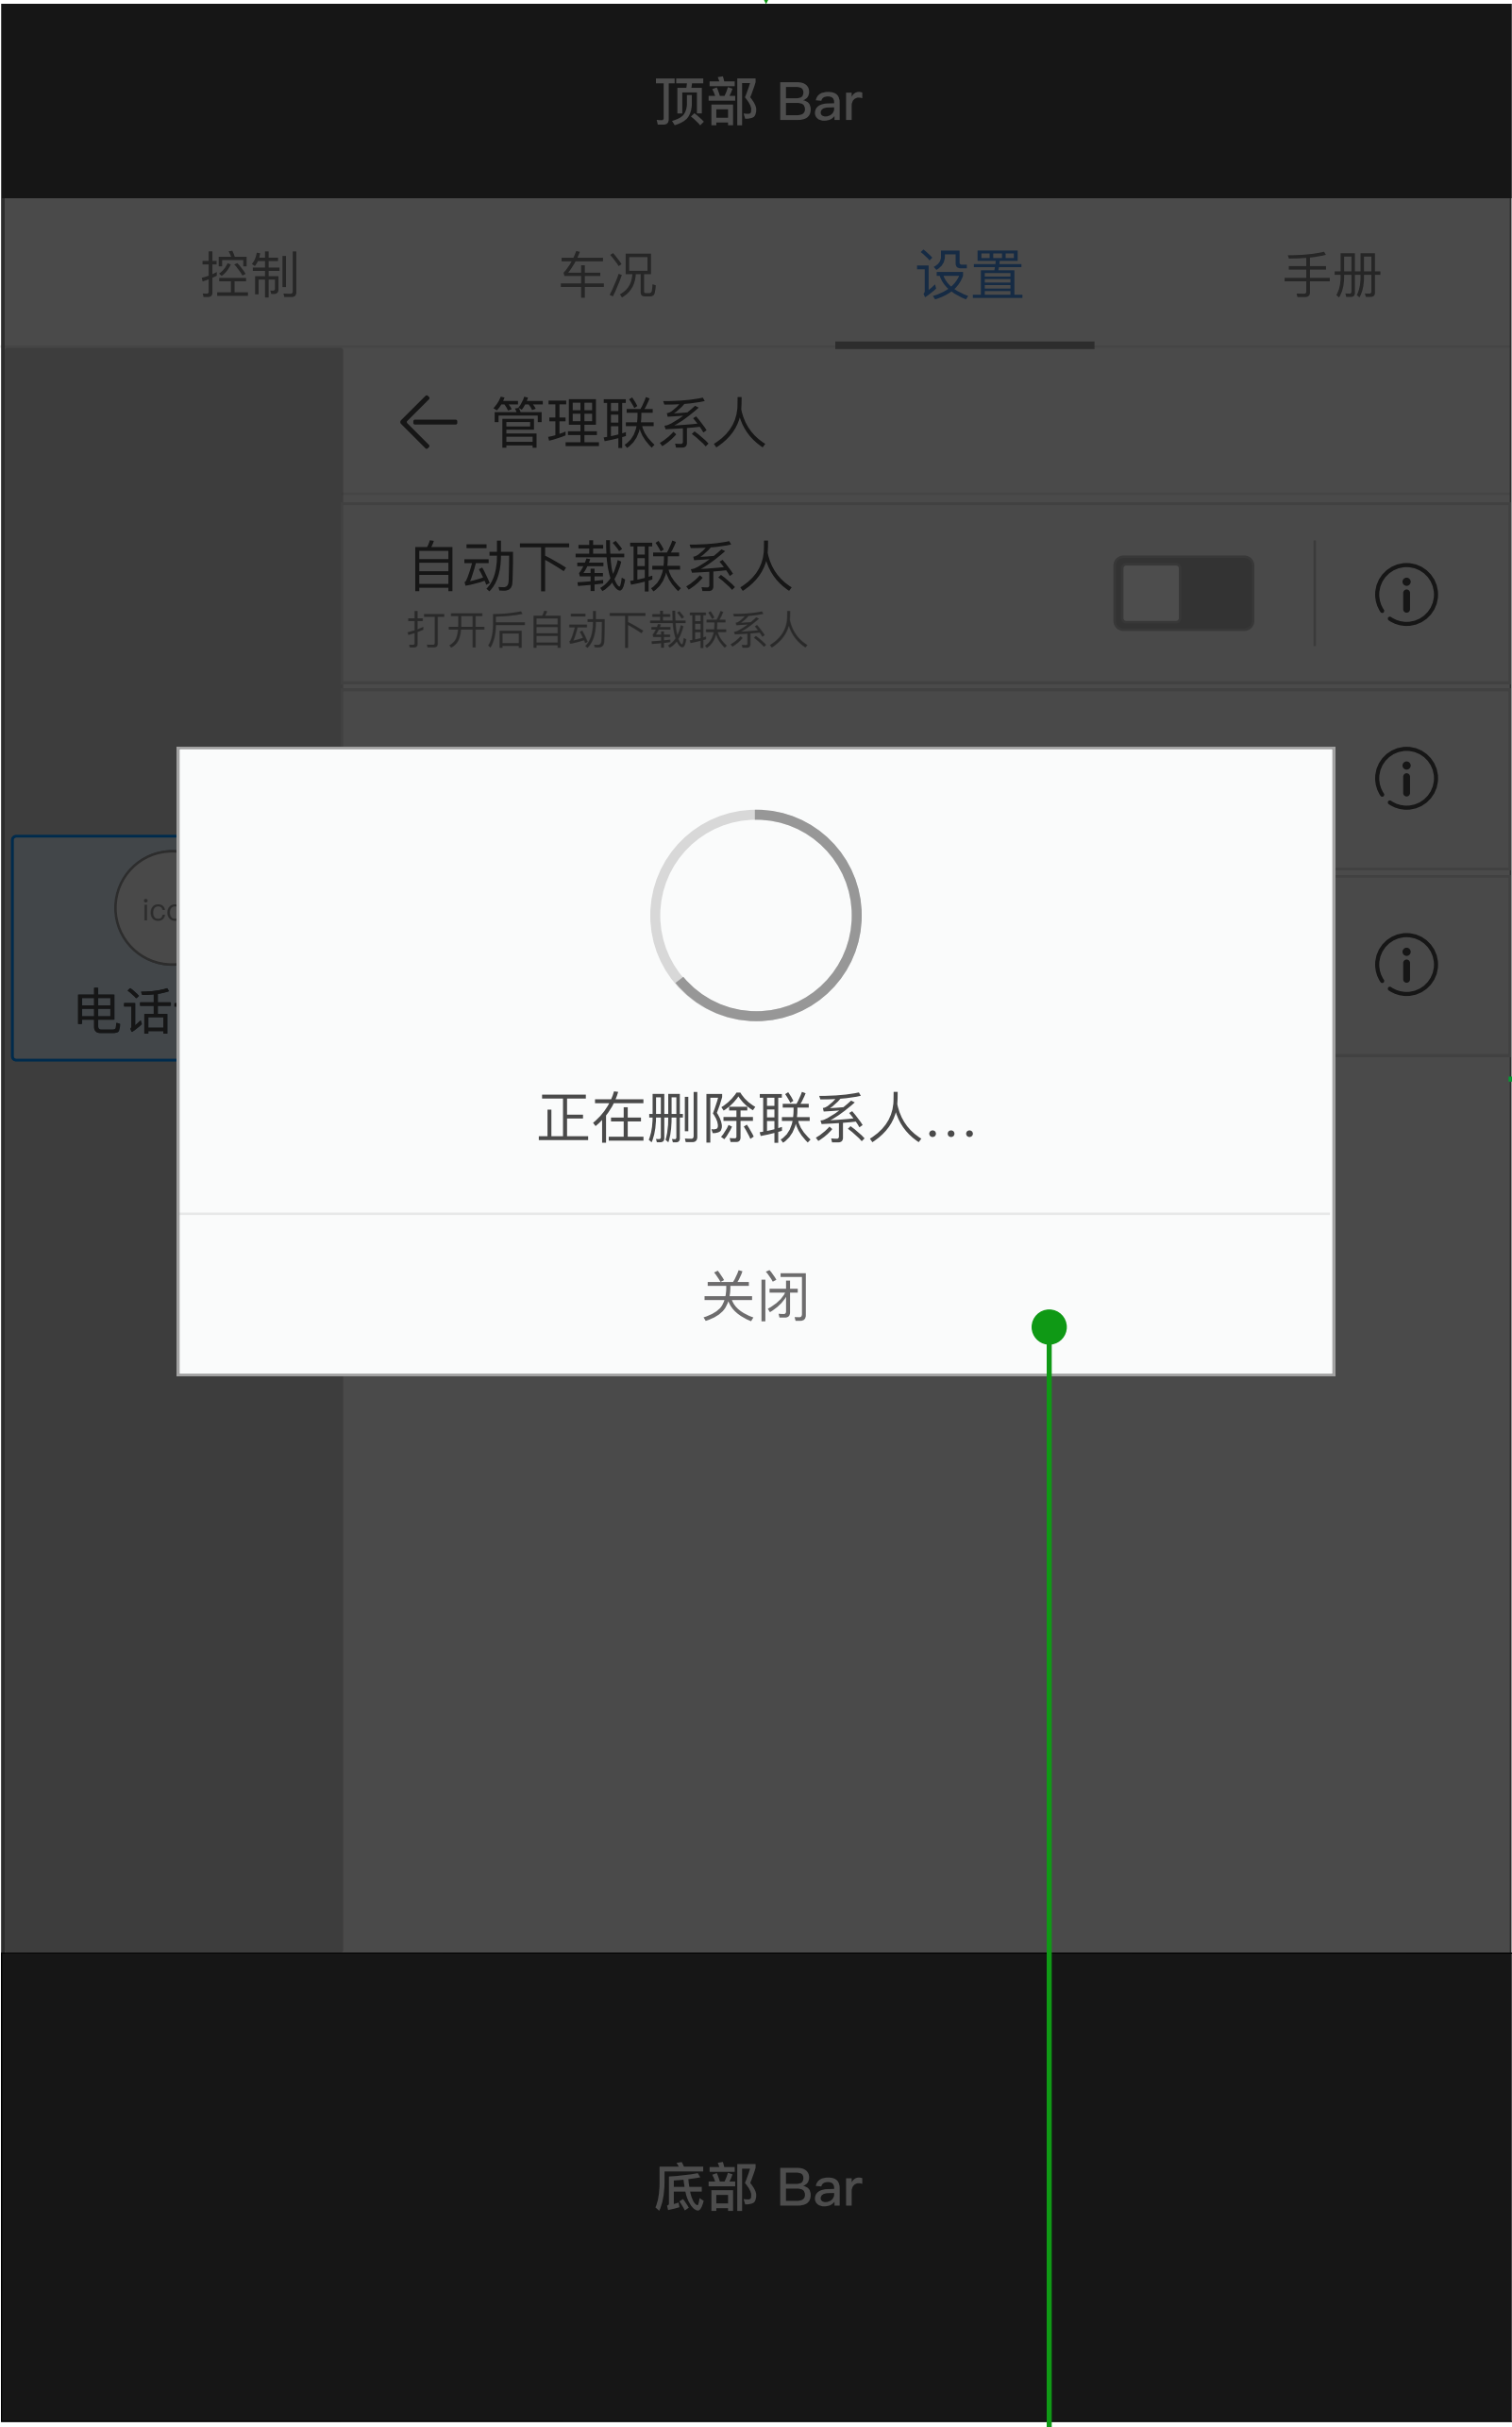 顶部 Bar
控制 车况 设置 手册
管理联系人
自动下载联系人
打开后自动下载联系人
电话
正在删除联系人...
关闭
底部 Bar